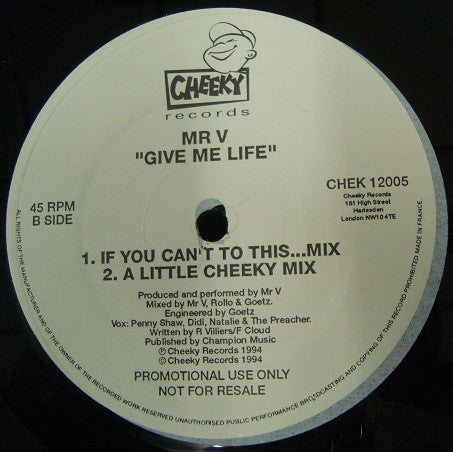 CHEEKY
records
MR V
"GIVE ME LIFE"
45 RPM
B SIDE
CHEK 12005
Cheeky Records
181 High Street
Harlesden
London NW10 4TE
1. IF YOU CAN'T TO THIS...MIX
2. A LITTLE CHEEKY MIX
Produced and performed by Mr V
Mixed by Mr V, Rollo & Goetz.
Engineered by Goetz
Vox: Penny Shaw, Didi, Natalie & The Preacher.
Written by R Villiers/F Cloud
Published by Champion Music
Ⓟ Cheeky Records 1994
© Cheeky Records 1994
PROMOTIONAL USE ONLY
NOT FOR RESALE
ALL RIGHTS OF THE MANUFACTURER AND OF THE OWNER OF THE RECORDED WORK RESERVED UNAUTHORISED PUBLIC PERFORMANCE BROADCASTING AND COPYING OF THIS RECORD PROHIBITED MADE IN FRANCE